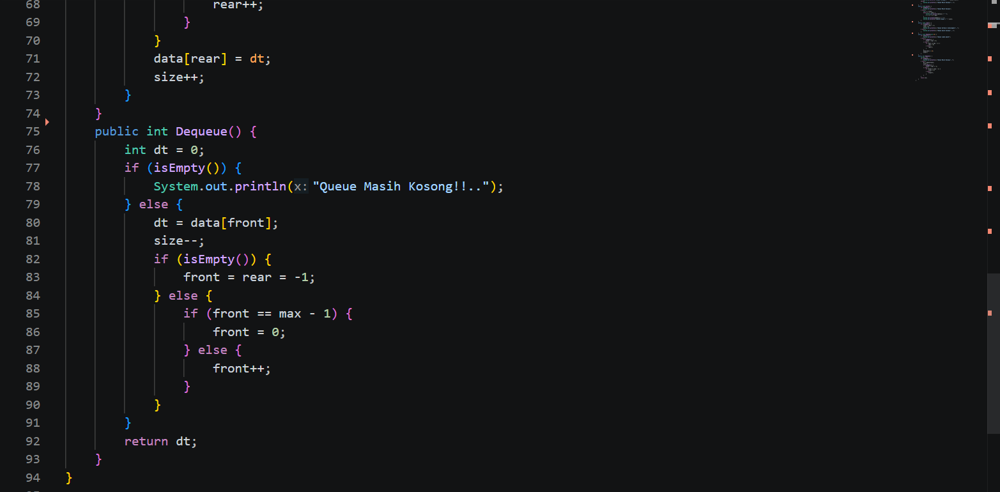 68 rear++;
69 }
70 }
71 data[rear] = dt;
72 size++;
73 }
74 }
75 public int Dequeue() {
76 int dt = 0;
77 if (isEmpty()) {
78 System.out.println(x: "Queue Masih Kosong!!..");
79 } else {
80 dt = data[front];
81 size--;
82 if (isEmpty()) {
83 front = rear = -1;
84 } else {
85 if (front == max - 1) {
86 front = 0;
87 } else {
88 front++;
89 }
90 }
91 }
92 return dt;
93 }
94 }